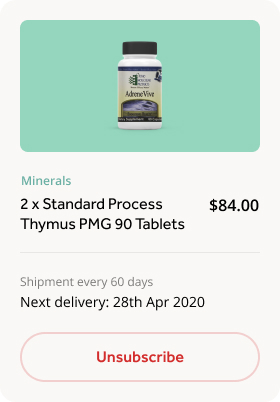 AdreneVive
Minerals
2 x Standard Process
Thymus PMG 90 Tablets
$84.00
Shipment every 60 days
Next delivery: 28th Apr 2020
Unsubscribe